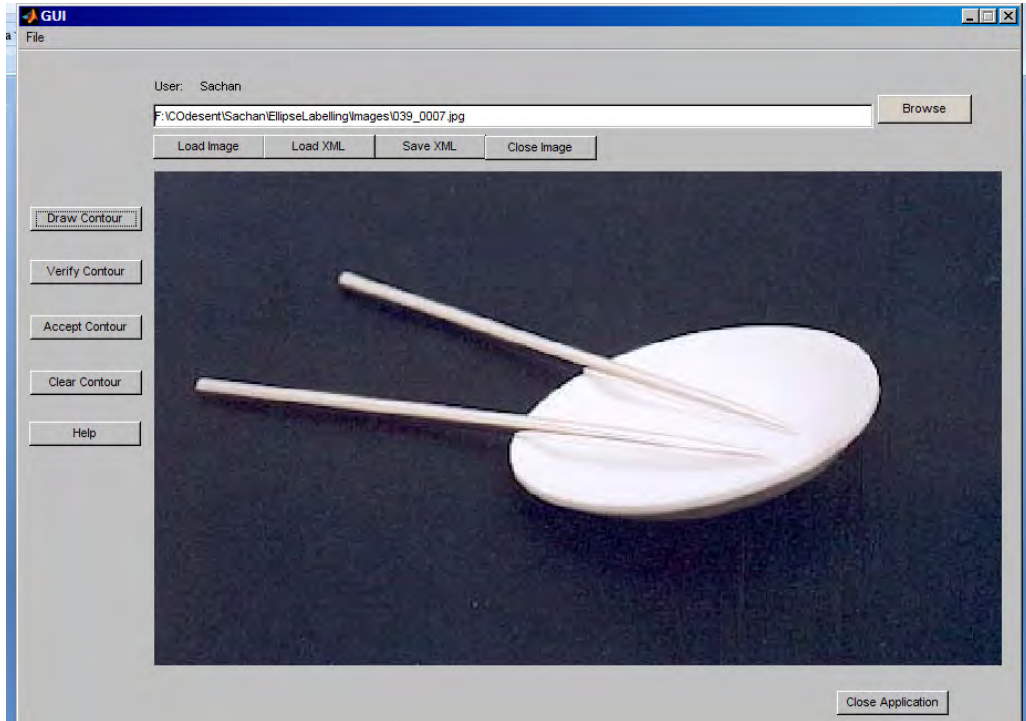 GUI
File
a
User: Sachan
F:\COdesent\Sachan\EllipseLabelling\Images\039_0007.jpg
Browse
Load Image Load XML Save XML Close Image
Draw Contour
Verify Contour
Accept Contour
Clear Contour
Help
Close Application